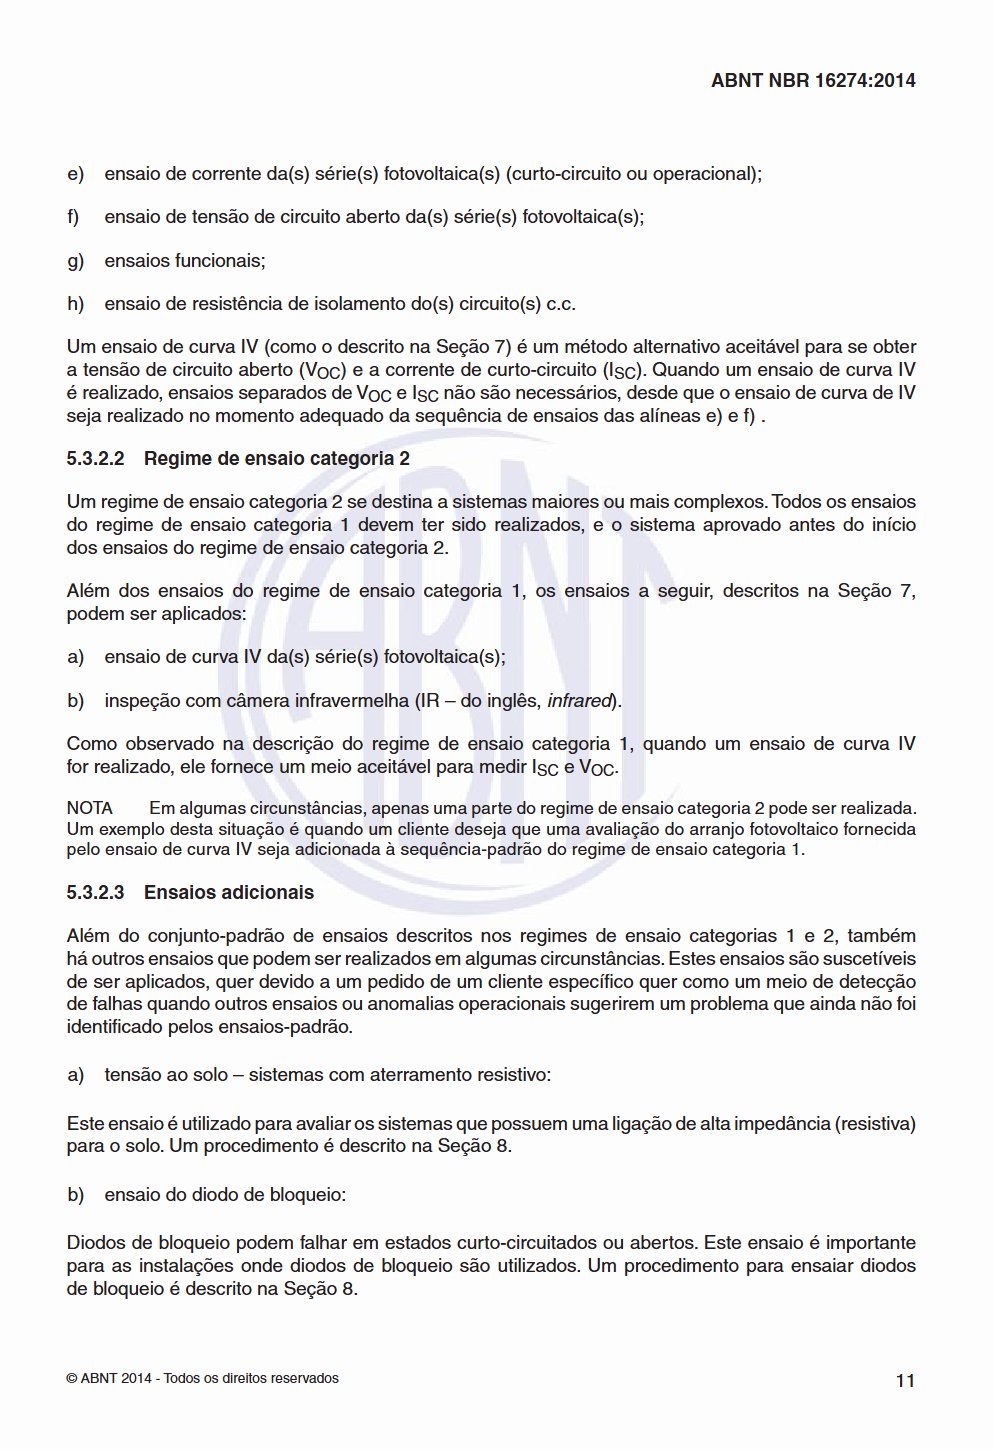 ABNT NBR 16274:2014
e) ensaio de corrente da(s) série(s) fotovoltaica(s) (curto-circuito ou operacional);
f) ensaio de tensão de circuito aberto da(s) série(s) fotovoltaica(s);
g) ensaios funcionais;
h) ensaio de resistência de isolamento do(s) circuito(s) c.c.
Um ensaio de curva IV (como o descrito na Seção 7) é um método alternativo aceitável para se obter
a tensão de circuito aberto (VOC) e a corrente de curto-circuito (ISC). Quando um ensaio de curva IV
é realizado, ensaios separados de VOC e ISC não são necessários, desde que o ensaio de curva de IV
seja realizado no momento adequado da sequência de ensaios das alíneas e) e f) .
5.3.2.2 Regime de ensaio categoria 2
Um regime de ensaio categoria 2 se destina a sistemas maiores ou mais complexos. Todos os ensaios
do regime de ensaio categoria 1 devem ter sido realizados, e o sistema aprovado antes do início
dos ensaios do regime de ensaio categoria 2.
Além dos ensaios do regime de ensaio categoria 1, os ensaios a seguir, descritos na Seção 7,
podem ser aplicados:
a) ensaio de curva IV da(s) série(s) fotovoltaica(s);
b) inspeção com câmera infravermelha (IR – do inglês, infrared).
Como observado na descrição do regime de ensaio categoria 1, quando um ensaio de curva IV
for realizado, ele fornece um meio aceitável para medir ISC e VOC.
NOTA Em algumas circunstâncias, apenas uma parte do regime de ensaio categoria 2 pode ser realizada.
Um exemplo desta situação é quando um cliente deseja que uma avaliação do arranjo fotovoltaico fornecida
pelo ensaio de curva IV seja adicionada à sequência-padrão do regime de ensaio categoria 1.
5.3.2.3 Ensaios adicionais
Além do conjunto-padrão de ensaios descritos nos regimes de ensaio categorias 1 e 2, também
há outros ensaios que podem ser realizados em algumas circunstâncias. Estes ensaios são suscetíveis
de ser aplicados, quer devido a um pedido de um cliente específico quer como um meio de detecção
de falhas quando outros ensaios ou anomalias operacionais sugerirem um problema que ainda não foi
identificado pelos ensaios-padrão.
a) tensão ao solo – sistemas com aterramento resistivo:
Este ensaio é utilizado para avaliar os sistemas que possuem uma ligação de alta impedância (resistiva)
para o solo. Um procedimento é descrito na Seção 8.
b) ensaio do diodo de bloqueio:
Diodos de bloqueio podem falhar em estados curto-circuitados ou abertos. Este ensaio é importante
para as instalações onde diodos de bloqueio são utilizados. Um procedimento para ensaiar diodos
de bloqueio é descrito na Seção 8.
© ABNT 2014 - Todos os direitos reservados
11
ABNT